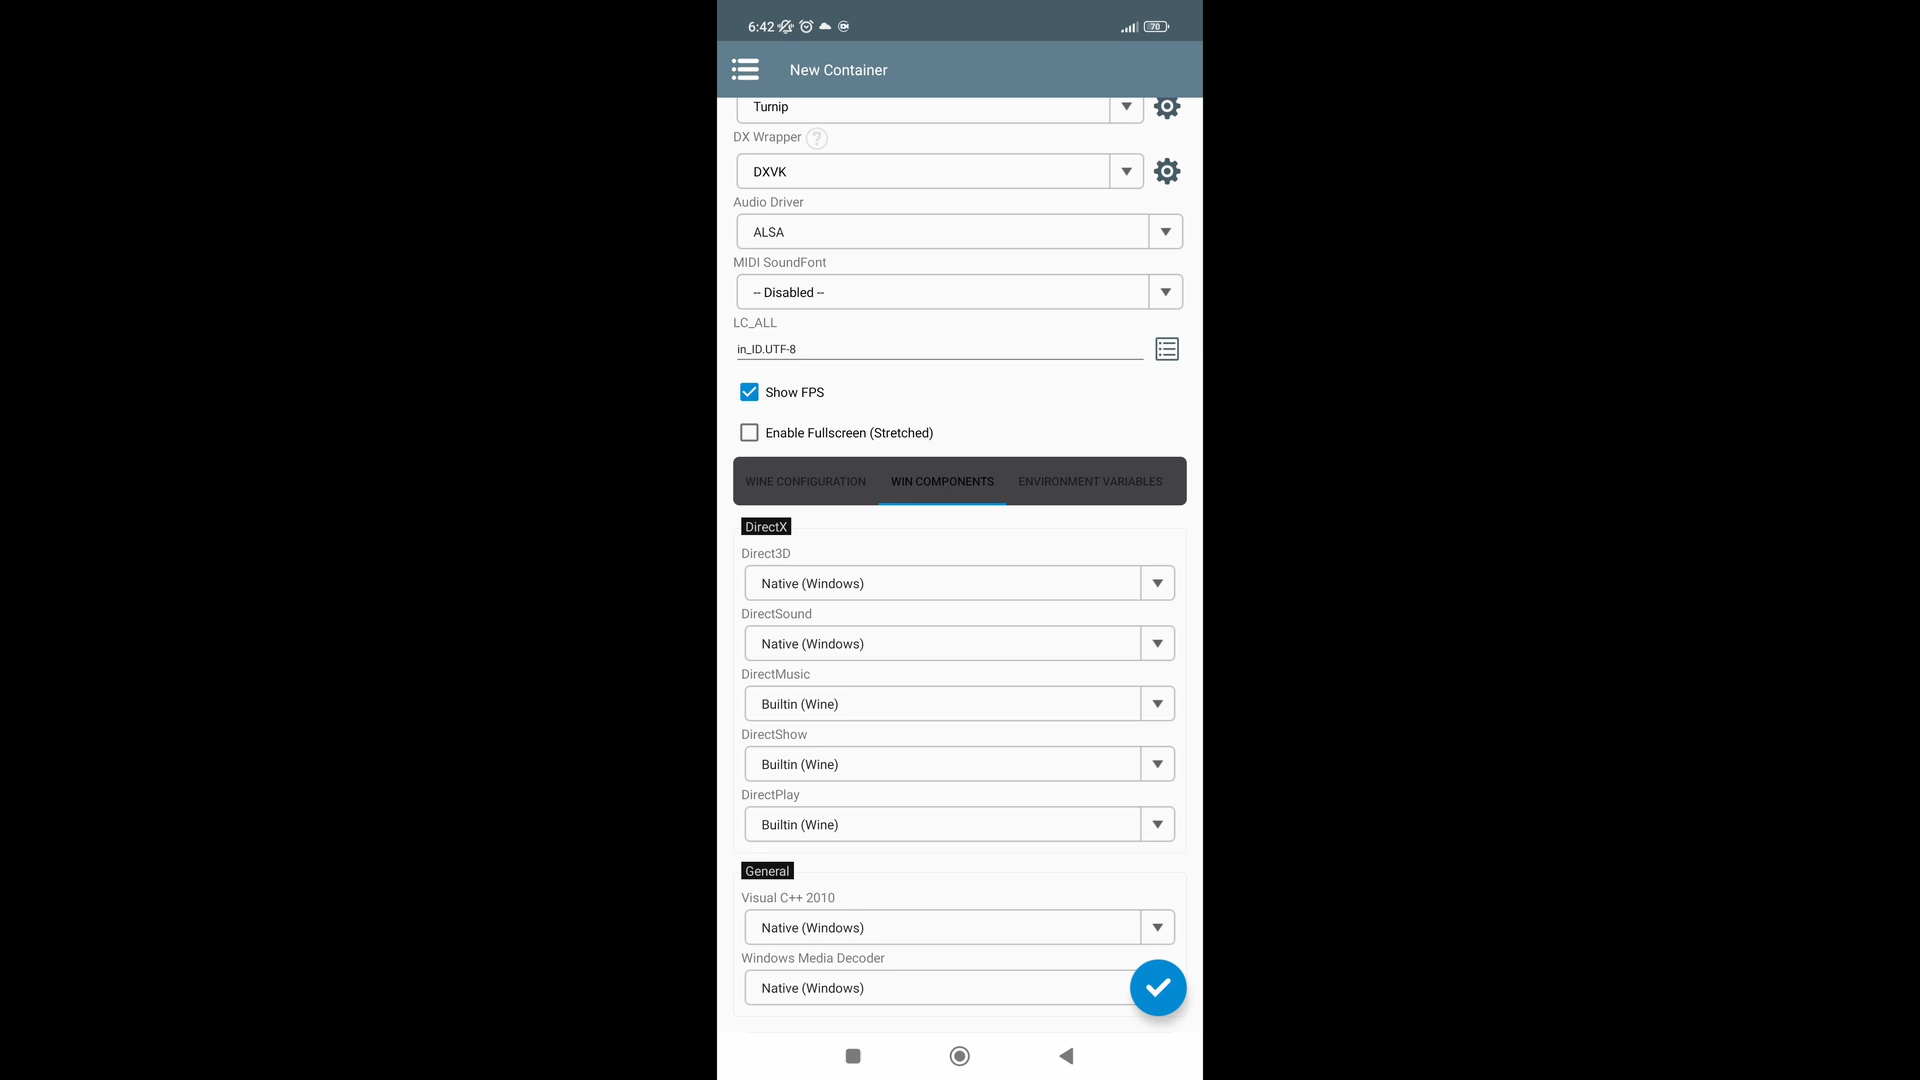 6:42
70
New Container
Turnip
DX Wrapper ?
DXVK
Audio Driver
ALSA
MIDI SoundFont
-- Disabled --
LC_ALL
in_ID.UTF-8
Show FPS
Enable Fullscreen (Stretched)
WINE CONFIGURATION WIN COMPONENTS ENVIRONMENT VARIABLES
DirectX
Direct3D
Native (Windows)
DirectSound
Native (Windows)
DirectMusic
Builtin (Wine)
DirectShow
Builtin (Wine)
DirectPlay
Builtin (Wine)
General
Visual C++ 2010
Native (Windows)
Windows Media Decoder
Native (Windows)